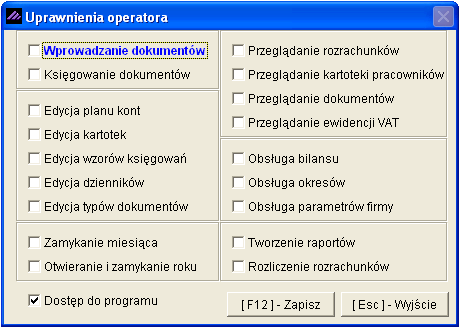 Uprawnienia operatora
Wprowadzanie dokumentów
Księgowanie dokumentów
Edycja planu kont
Edycja kartotek
Edycja wzorów księgowań
Edycja dzienników
Edycja typów dokumentów
Zamykanie miesiąca
Otwieranie i zamykanie roku
Dostęp do programu
Przeglądanie rozrachunków
Przeglądanie kartoteki pracowników
Przeglądanie dokumentów
Przeglądanie ewidencji VAT
Obsługa bilansu
Obsługa okresów
Obsługa parametrów firmy
Tworzenie raportów
Rozliczenie rozrachunków
[ F12 ] - Zapisz
[ Esc ] - Wyjście